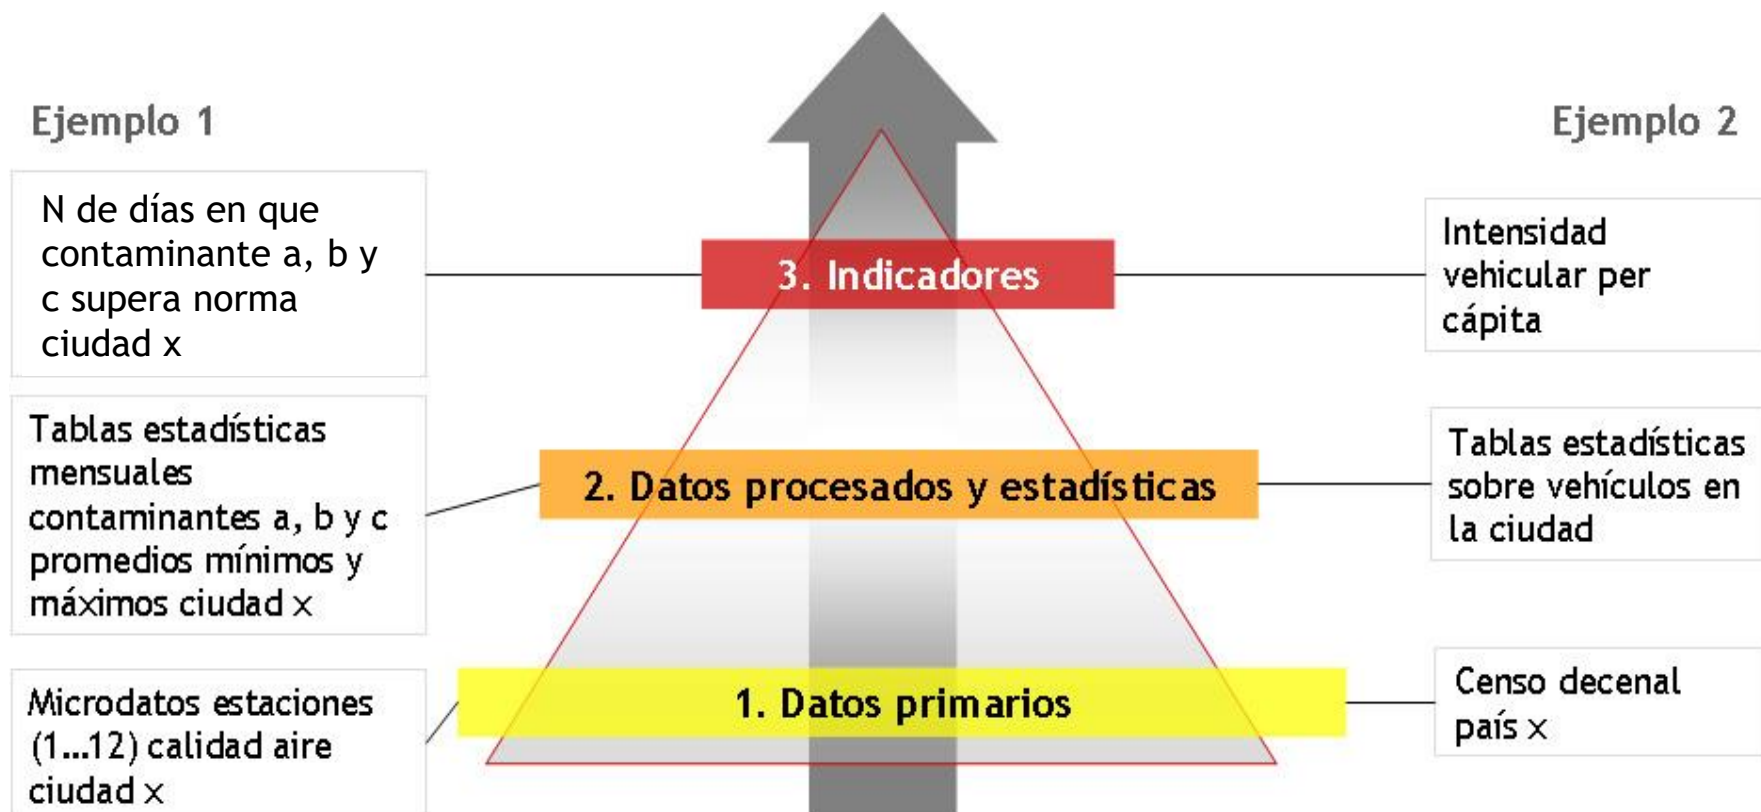 Ejemplo 1
Ejemplo 2
N de días en que
contaminante a, b y
c supera norma
ciudad x
3. Indicadores
Intensidad
vehicular per
cápita
Tablas estadísticas
mensuales
contaminantes a, b y c
promedios mínimos y
máximos ciudad x
2. Datos procesados y estadísticas
Tablas estadísticas
sobre vehículos en
la ciudad
Microdatos estaciones
(1...12) calidad aire
ciudad x
1. Datos primarios
Censo decenal
país x